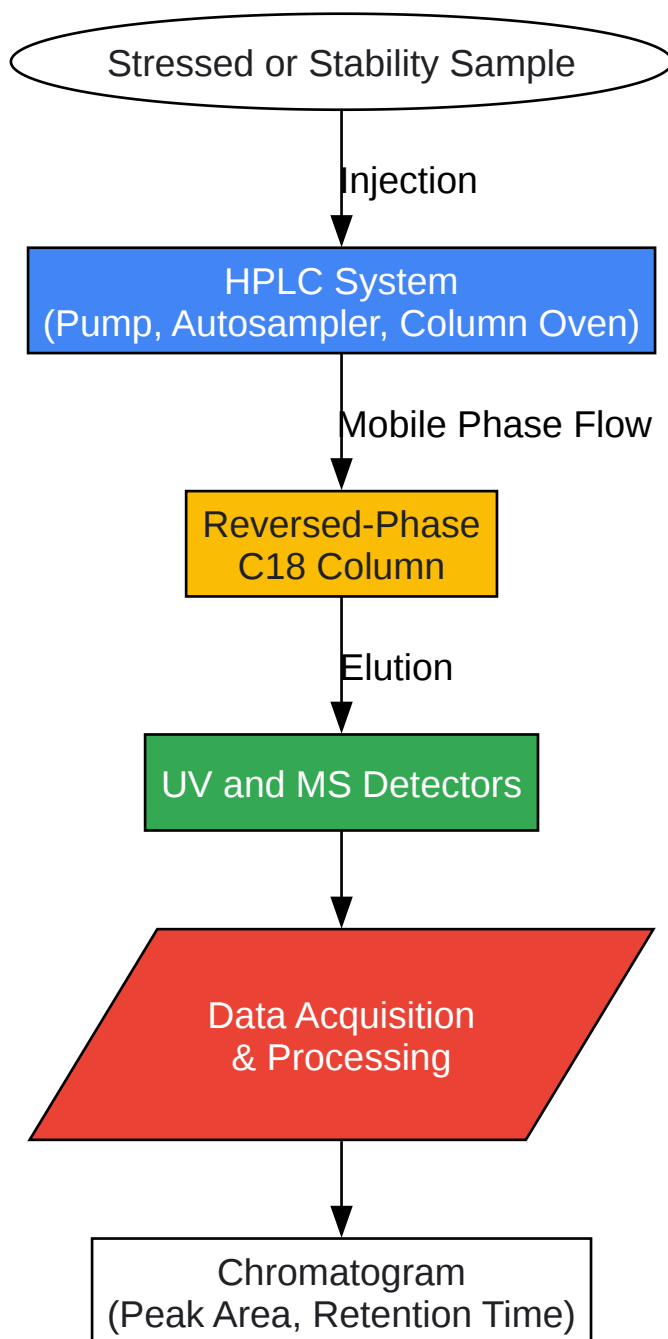 Stressed or Stability Sample
Injection
HPLC System
(Pump, Autosampler, Column Oven)
Mobile Phase Flow
Reversed-Phase
C18 Column
Elution
UV and MS Detectors
Data Acquisition
& Processing
Chromatogram
(Peak Area, Retention Time)